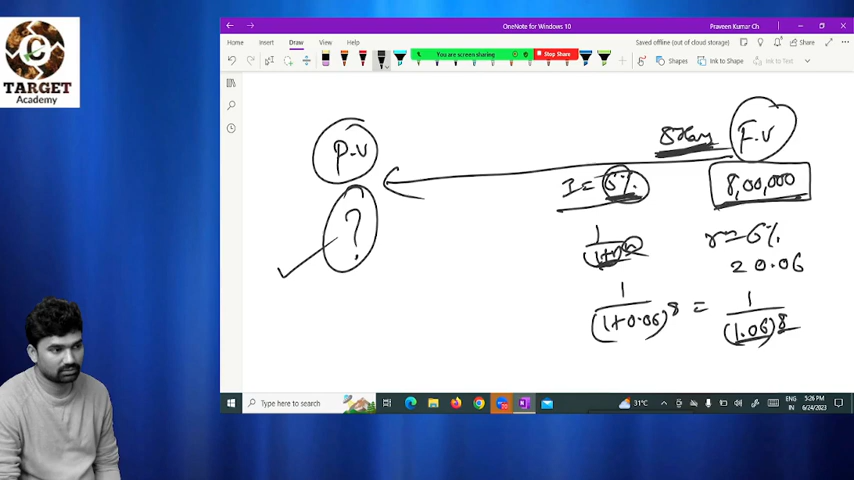 TARGET
Academy
OneNote for Windows 10
Praveen Kumar Ch
Home Insert Draw View Help
You are screen sharing
Stop Share
Saved offline (out of cloud storage)
Share
Shapes
Ink to Shape
Ink to Text
8 Years
P.V
F.V
I = 6%
8,00,000
?
1
(1+r)n
r = 6%
= 0.06
1
(1+0.06)8 = 1
(1.06)8
Type here to search
31°C
ENG
IN
5:26 PM
6/24/2023